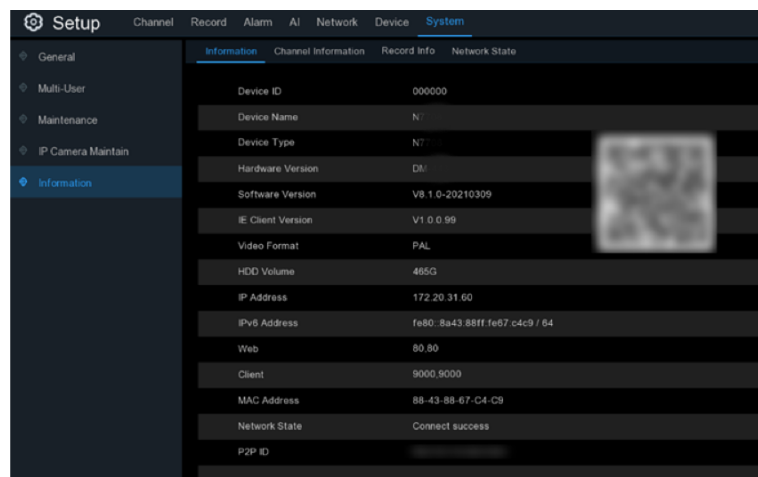 Setup Channel Record Alarm AI Network Device System
Information Channel Information Record Info Network State
General
Multi-User
Maintenance
IP Camera Maintain
Information
Device ID 000000
Device Name
Device Type
Hardware Version
Software Version V8.1.0-20210309
IE Client Version V1.0.0.99
Video Format PAL
HDD Volume 465G
IP Address 172.20.31.60
IPv6 Address fe80::8a43:88ff:fe67:c4c9 / 64
Web 80,80
Client 9000,9000
MAC Address 88-43-88-67-C4-C9
Network State Connect success
P2P ID